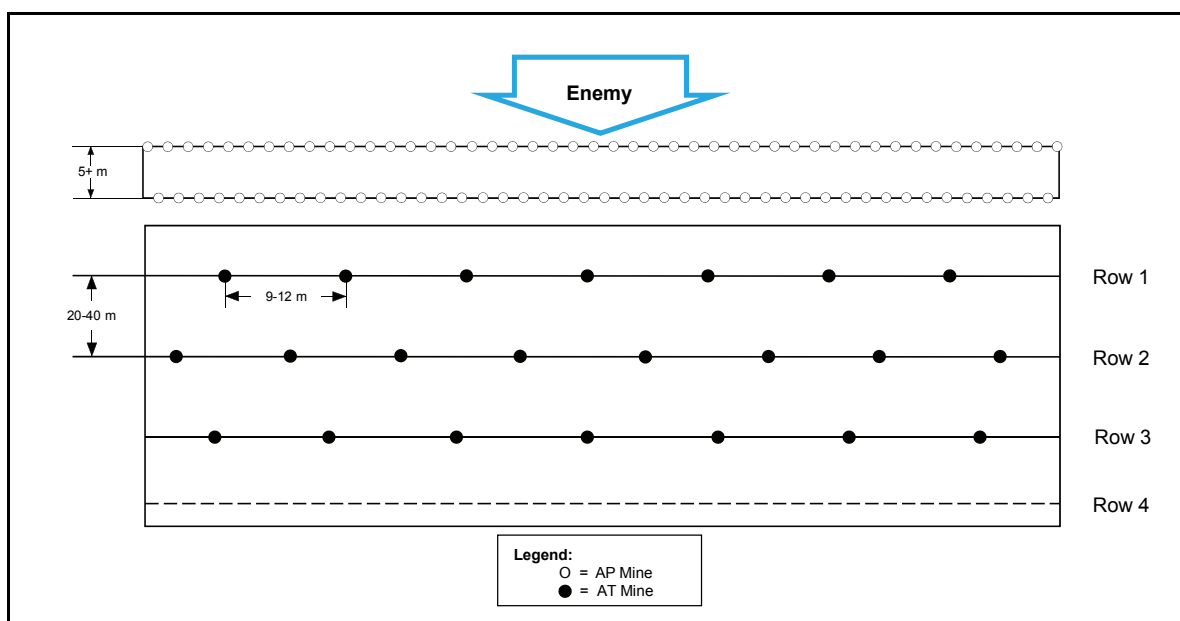 Enemy
5+ m
Row 1
9-12 m
20-40 m
Row 2
Row 3
Row 4
Legend:
O = AP Mine
● = AT Mine